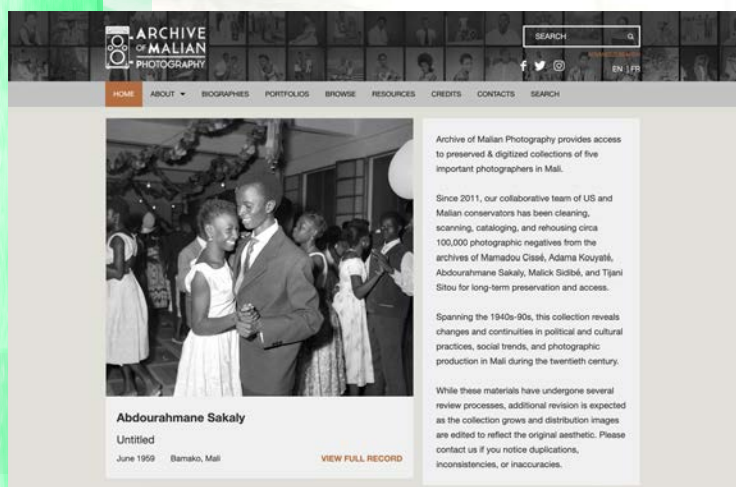 ARCHIVE
OF MALIAN
PHOTOGRAPHY
SEARCH
EN | FR
HOME ABOUT BIOGRAPHIES PORTFOLIOS BROWSE RESOURCES CREDITS CONTACTS SEARCH
Abdourahmane Sakaly
Untitled
June 1959 Bamako, Mali VIEW FULL RECORD
Archive of Malian Photography provides access
to preserved & digitized collections of five
important photographers in Mali.
Since 2011, our collaborative team of US and
Malian conservators has been cleaning,
scanning, cataloging, and rehousing circa
100,000 photographic negatives from the
archives of Mamadou Cissé, Adama Kouyaté,
Abdourahmane Sakaly, Malick Sidibé, and Tijani
Sitou for long-term preservation and access.
Spanning the 1940s-90s, this collection reveals
changes and continuities in political and cultural
practices, social trends, and photographic
production in Mali during the twentieth century.
While these materials have undergone several
review processes, additional revision is expected
as the collection grows and distribution images
are edited to reflect the original aesthetic. Please
contact us if you notice duplications,
inconsistencies, or inaccuracies.